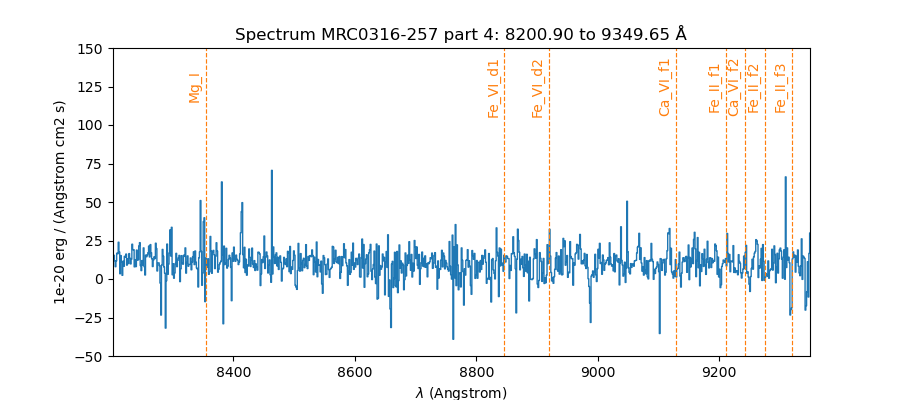 Spectrum MRC0316-257 part 4: 8200.90 to 9349.65 Å
150
125
100
75
50
25
0
−25
−50
1e-20 erg / (Angstrom cm2 s)
Mg_I
Fe_VI_d1
Fe_VI_d2
Ca_VI_f1
Fe_II_f1
Ca_VI_f2
Fe_II_f2
Fe_II_f3
8400
8600
8800
9000
9200
λ (Angstrom)